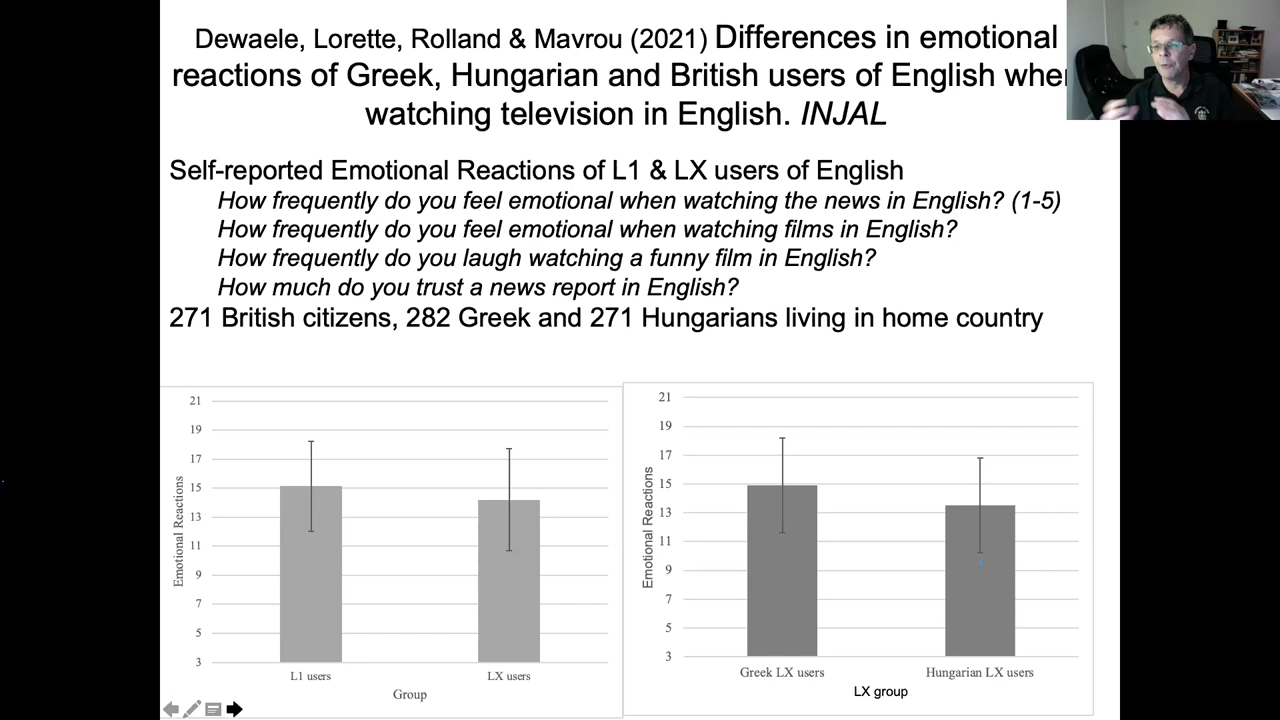 Dewaele, Lorette, Rolland & Mavrou (2021) Differences in emotional
reactions of Greek, Hungarian and British users of English
watching television in English. INJAL
Self-reported Emotional Reactions of L1 & LX users of English
How frequently do you feel emotional when watching the news in English? (1-5)
How frequently do you feel emotional when watching films in English?
How frequently do you laugh watching a funny film in English?
How much do you trust a news report in English?
271 British citizens, 282 Greek and 271 Hungarians living in home country
Emotional Reactions
21
19
17
15
13
11
9
7
5
3
L1 users LX users
Group
Emotional Reactions
21
19
17
15
13
11
9
7
5
3
Greek LX users Hungarian LX users
LX group